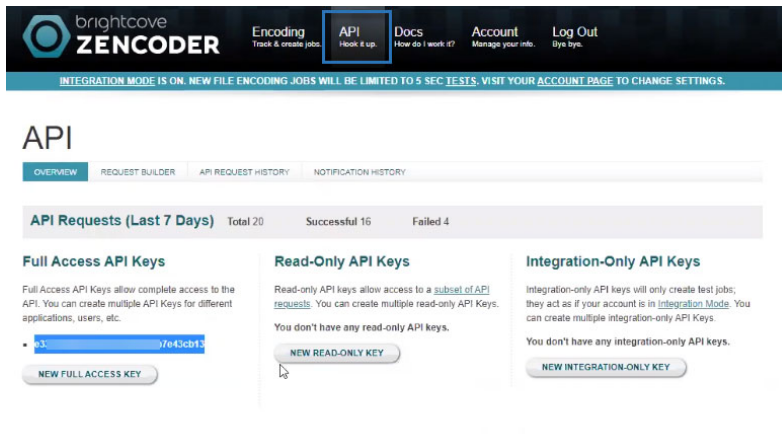 brightcove
ZENCODER
Encoding
Track & create jobs.
API
Hook it up.
Docs
How do I work it?
Account
Manage your info.
Log Out
Bye bye.
INTEGRATION MODE IS ON. NEW FILE ENCODING JOBS WILL BE LIMITED TO 5 SEC TESTS. VISIT YOUR ACCOUNT PAGE TO CHANGE SETTINGS.
API
OVERVIEW REQUEST BUILDER API REQUEST HISTORY NOTIFICATION HISTORY
API Requests (Last 7 Days) Total 20 Successful 16 Failed 4
Full Access API Keys
Full Access API Keys allow complete access to the
API. You can create multiple API Keys for different
applications, users, etc.
NEW FULL ACCESS KEY
Read-Only API Keys
Read-only API keys allow access to a subset of API
requests. You can create multiple read-only API Keys.
You don't have any read-only API keys.
NEW READ-ONLY KEY
Integration-Only API Keys
Integration-only API keys will only create test jobs;
they act as if your account is in Integration Mode. You
can create multiple integration-only API Keys.
You don't have any integration-only API keys.
NEW INTEGRATION-ONLY KEY